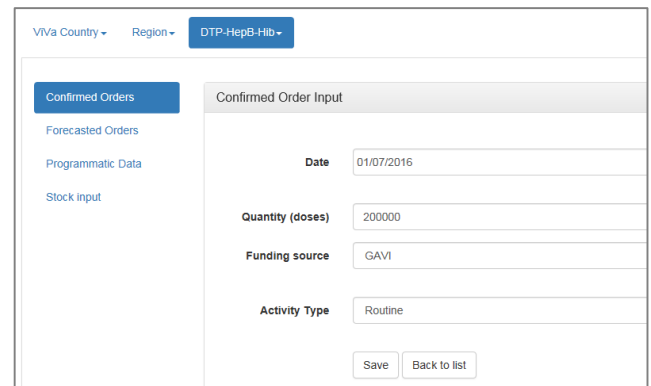 ViVa Country Region DTP-HepB-Hib
Confirmed Orders
Forecasted Orders
Programmatic Data
Stock input
Confirmed Order Input
Date 01/07/2016
Quantity (doses) 200000
Funding source GAVI
Activity Type Routine
Save Back to list